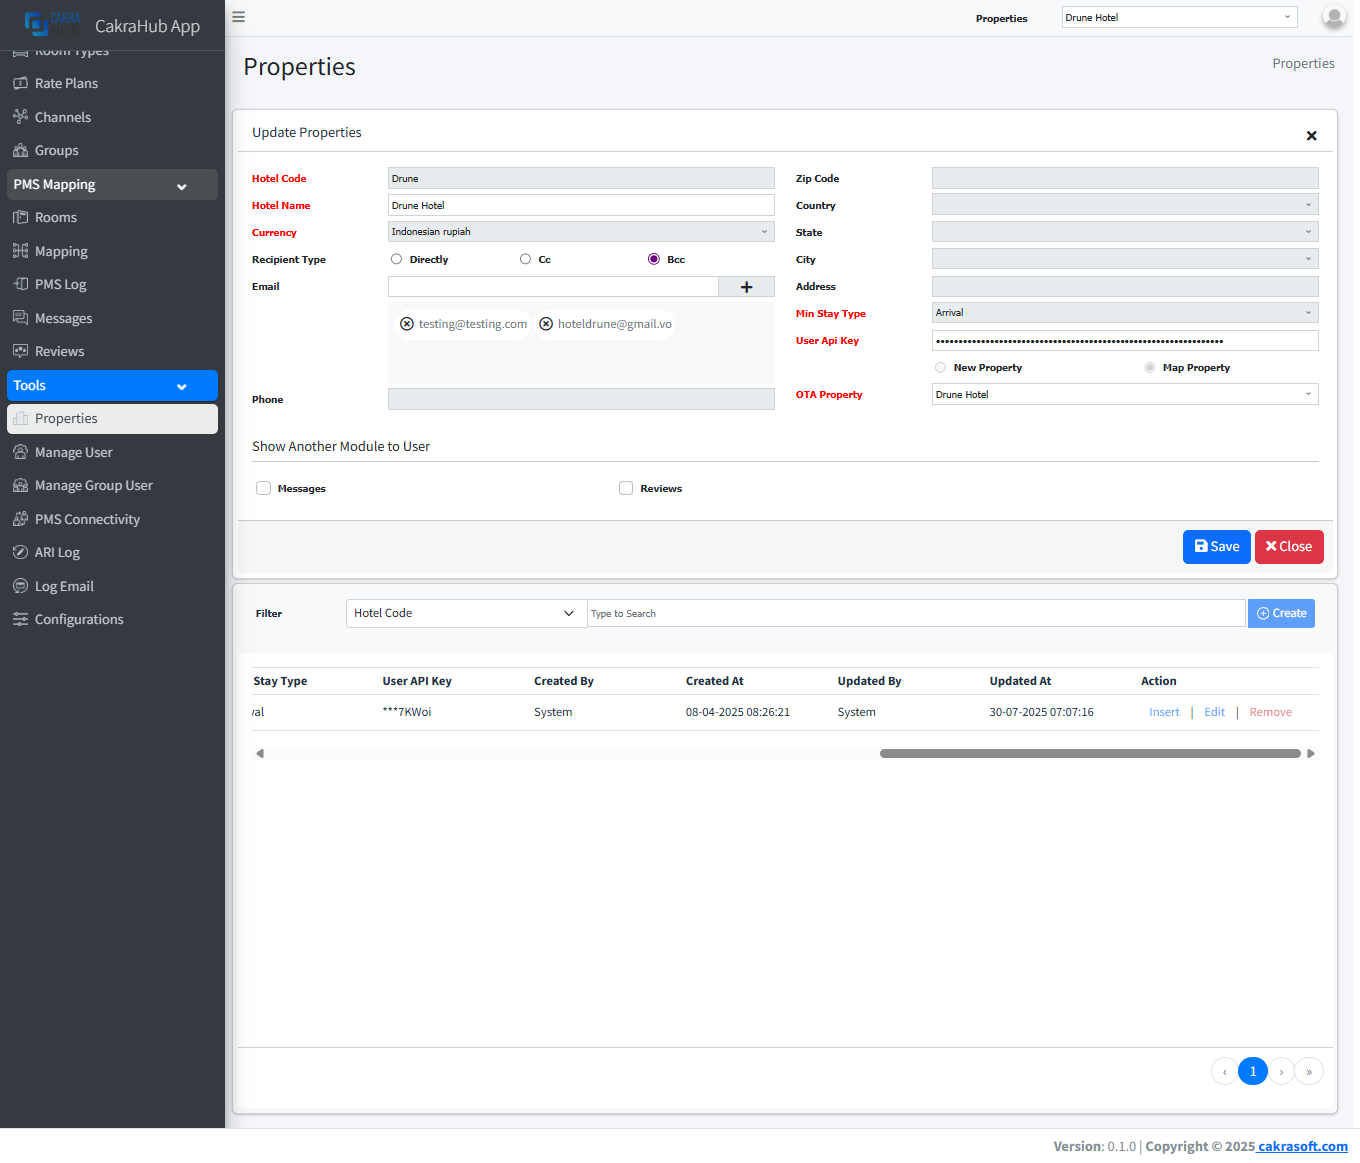 CAKRA
HUB
CakraHub App
Properties
Drune Hotel
Room Types
Rate Plans
Channels
Groups
PMS Mapping
Rooms
Mapping
PMS Log
Messages
Reviews
Tools
Properties
Manage User
Manage Group User
PMS Connectivity
ARI Log
Log Email
Configurations
Properties
Properties
Update Properties
Hotel Code
Drune
Hotel Name
Drune Hotel
Currency
Indonesian rupiah
Recipient Type
Directly
Cc
Bcc
Email
testing@testing.com
hoteldrune@gmail.vo
Phone
Zip Code
Country
State
City
Address
Min Stay Type
Arrival
User Api Key
••••••••••••••••••••••••••••••••••••••••••••••••••••••••••••••••
New Property
Map Property
OTA Property
Drune Hotel
Show Another Module to User
Messages
Reviews
Save
Close
Filter
Hotel Code
Type to Search
Create
Stay Type User API Key Created By Created At Updated By Updated At Action
val ***7KWoi System 08-04-2025 08:26:21 System 30-07-2025 07:07:16 Insert | Edit | Remove
‹ 1 › »
Version: 0.1.0 | Copyright © 2025 cakrasoft.com